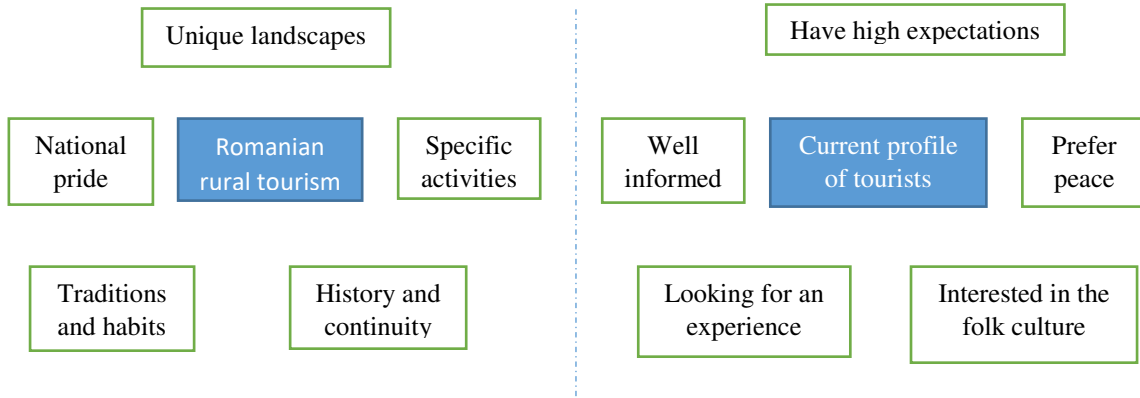 Unique landscapes
National
pride
Romanian
rural tourism
Specific
activities
Traditions
and habits
History and
continuity
Have high expectations
Well
informed
Current profile
of tourists
Prefer
peace
Looking for an
experience
Interested in the
folk culture